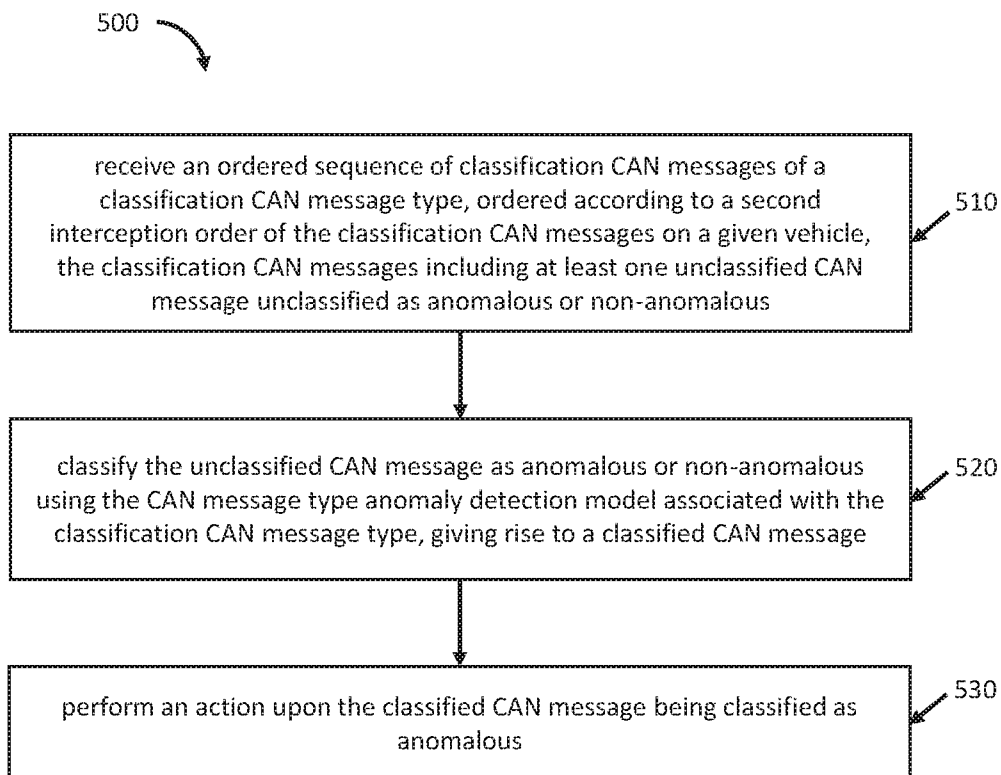 500
receive an ordered sequence of classification CAN messages of a
classification CAN message type, ordered according to a second
interception order of the classification CAN messages on a given vehicle,
the classification CAN messages including at least one unclassified CAN
message unclassified as anomalous or non-anomalous
510
classify the unclassified CAN message as anomalous or non-anomalous
using the CAN message type anomaly detection model associated with the
classification CAN message type, giving rise to a classified CAN message
520
perform an action upon the classified CAN message being classified as
anomalous
530